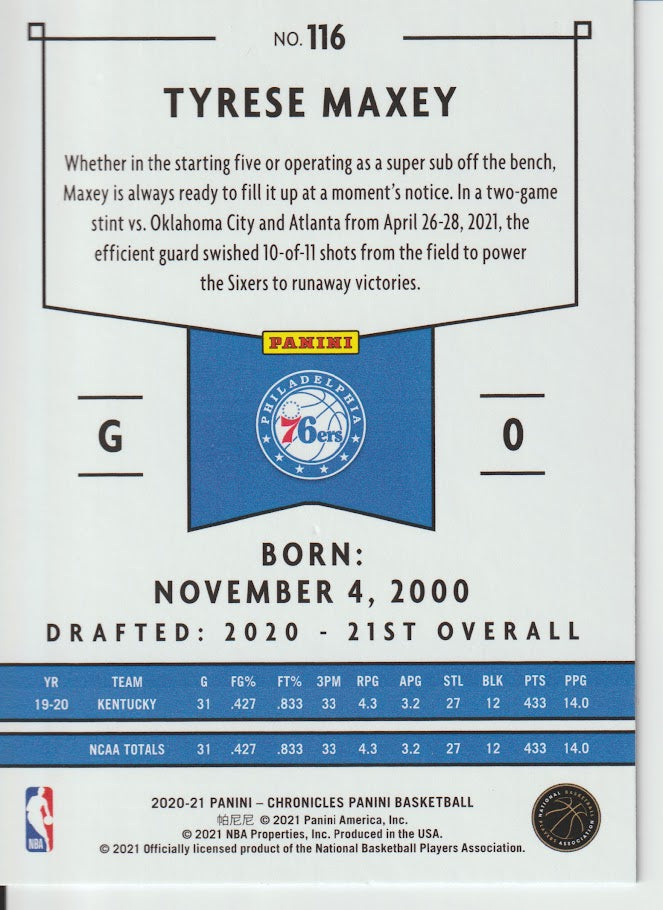 NO. 116
TYRESE MAXEY
Whether in the starting five or operating as a super sub off the bench,
Maxey is always ready to fill it up at a moment's notice. In a two-game
stint vs. Oklahoma City and Atlanta from April 26-28, 2021, the
efficient guard swished 10-of-11 shots from the field to power
the Sixers to runaway victories.
PANINI
PHILADELPHIA
76ers
G
0
BORN:
NOVEMBER 4, 2000
DRAFTED: 2020 - 21ST OVERALL
YR TEAM G FG% FT% 3PM RPG APG STL BLK PTS PPG
19-20 KENTUCKY 31 .427 .833 33 4.3 3.2 27 12 433 14.0
NCAA TOTALS 31 .427 .833 33 4.3 3.2 27 12 433 14.0
2020-21 PANINI – CHRONICLES PANINI BASKETBALL
帕尼尼 © 2021 Panini America, Inc.
© 2021 NBA Properties, Inc. Produced in the USA.
© 2021 Officially licensed product of the National Basketball Players Association.
NBA
NATIONAL BASKETBALL
PLAYERS ASSOCIATION